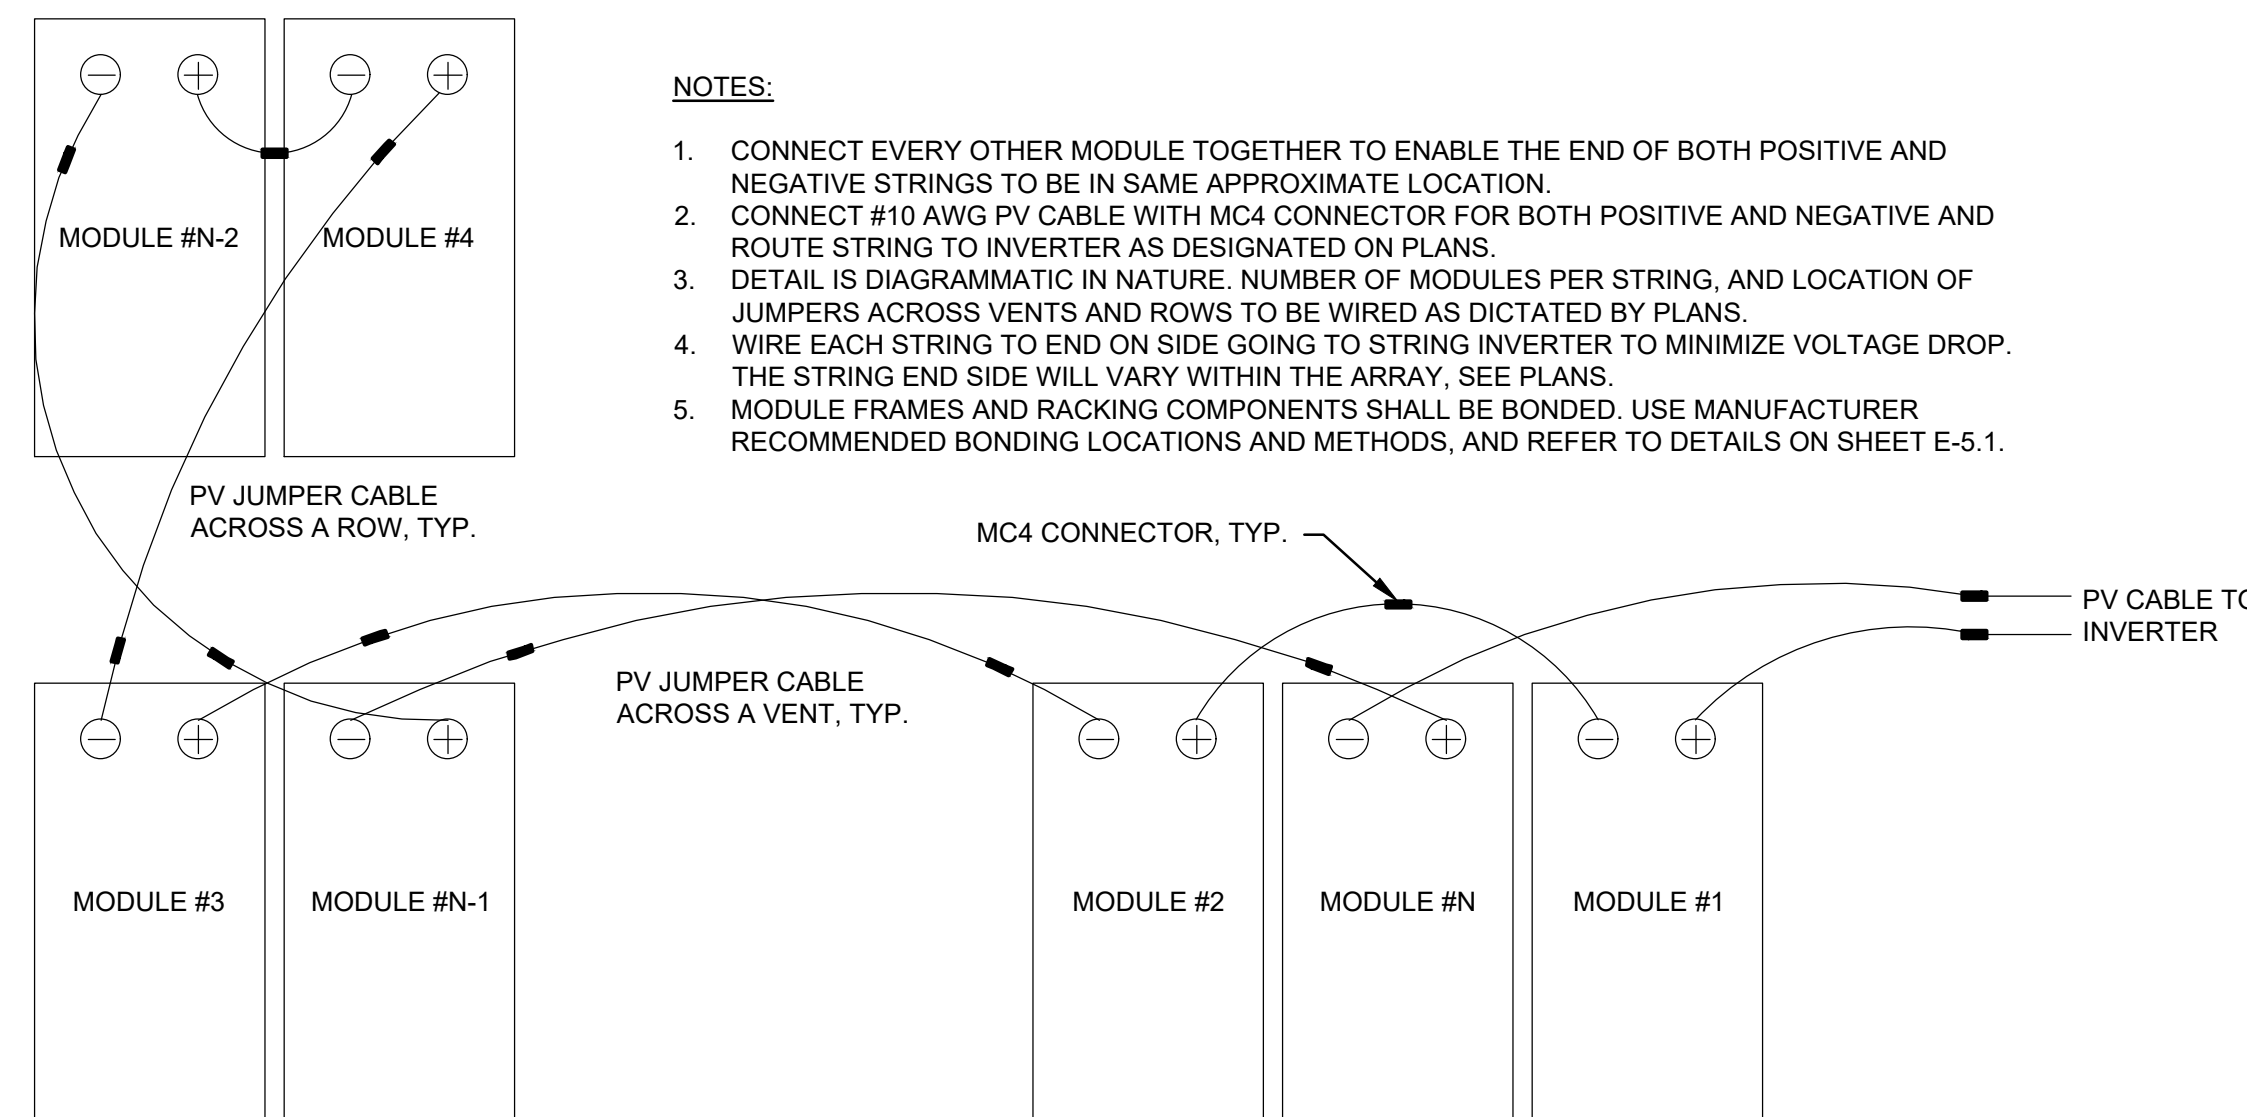 MODULE #N-2
MODULE #4
NOTES:
1. CONNECT EVERY OTHER MODULE TOGETHER TO ENABLE THE END OF BOTH POSITIVE AND
NEGATIVE STRINGS TO BE IN SAME APPROXIMATE LOCATION.
2. CONNECT #10 AWG PV CABLE WITH MC4 CONNECTOR FOR BOTH POSITIVE AND NEGATIVE AND
ROUTE STRING TO INVERTER AS DESIGNATED ON PLANS.
3. DETAIL IS DIAGRAMMATIC IN NATURE. NUMBER OF MODULES PER STRING, AND LOCATION OF
JUMPERS ACROSS VENTS AND ROWS TO BE WIRED AS DICTATED BY PLANS.
4. WIRE EACH STRING TO END ON SIDE GOING TO STRING INVERTER TO MINIMIZE VOLTAGE DROP.
THE STRING END SIDE WILL VARY WITHIN THE ARRAY, SEE PLANS.
5. MODULE FRAMES AND RACKING COMPONENTS SHALL BE BONDED. USE MANUFACTURER
RECOMMENDED BONDING LOCATIONS AND METHODS, AND REFER TO DETAILS ON SHEET E-5.1.
PV JUMPER CABLE
ACROSS A ROW, TYP.
MC4 CONNECTOR, TYP.
PV CABLE TO
INVERTER
PV JUMPER CABLE
ACROSS A VENT, TYP.
MODULE #3
MODULE #N-1
MODULE #2
MODULE #N
MODULE #1